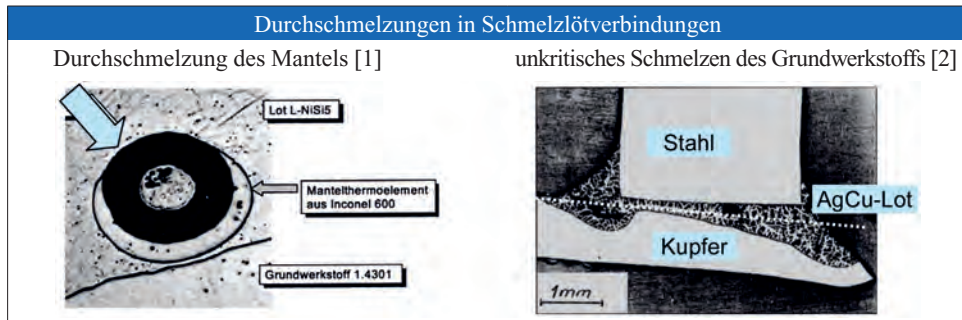 Durchschmelzungen in Schmelzlötverbindungen
Durchschmelzung des Mantels [1]
unkritisches Schmelzen des Grundwerkstoffs [2]
Lot L-NiSi5
Mantelthermoelement
aus Inconel 600
Grundwerkstoff 1.4301
Stahl
AgCu-Lot
Kupfer
1mm